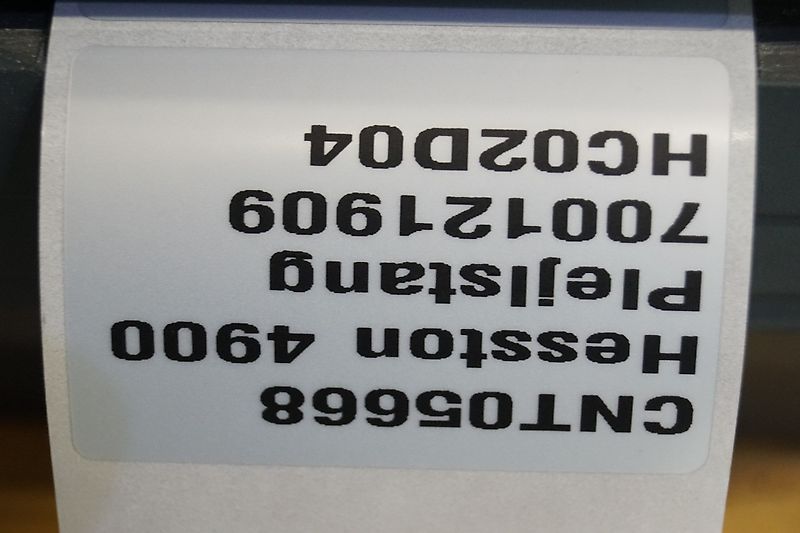 CNT05668
Hesston 4900
Plejlstang
700121909
HC02D04